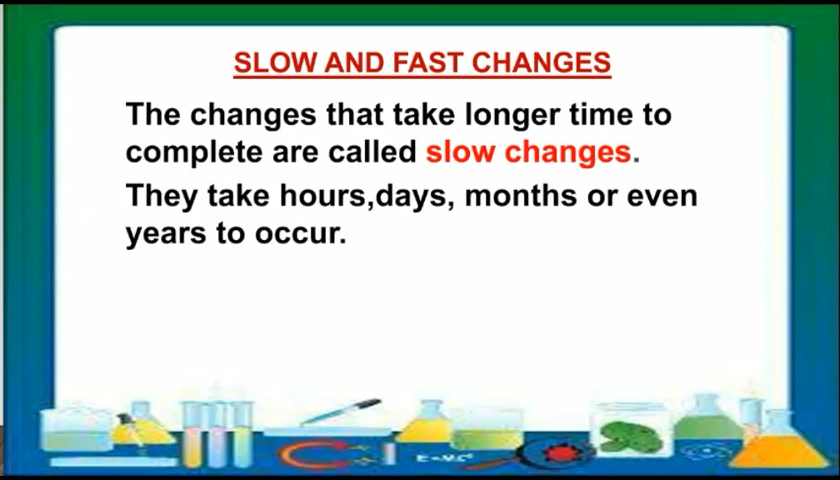 SLOW AND FAST CHANGES
The changes that take longer time to
complete are called slow changes.
They take hours,days, months or even
years to occur.
E=MC²